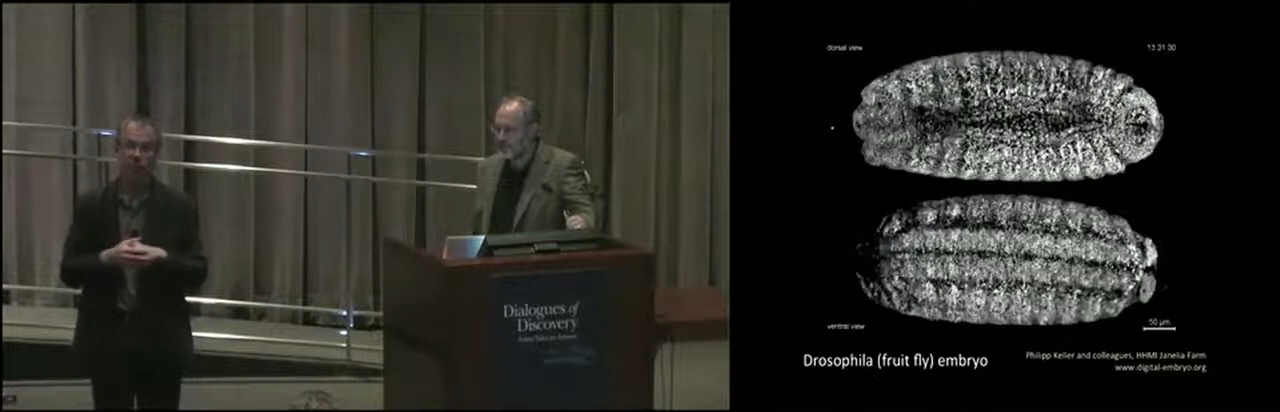 Dialogues of
Discovery
dorsal view
13:21:30
ventral view
50 µm
Drosophila (fruit fly) embryo
Philipp Keller and colleagues, HHMI Janelia Farm
www.digital-embryo.org